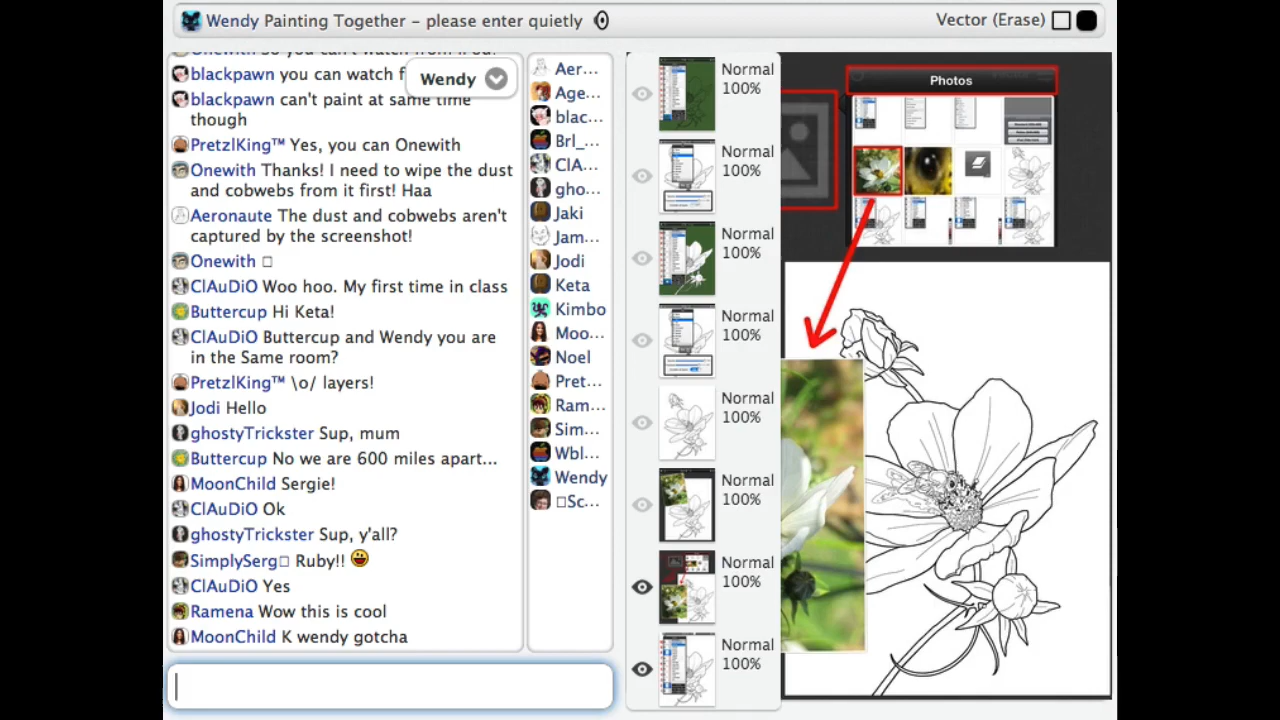 Wendy Painting Together – please enter quietly
Vector (Erase)
blackpawn you can watch f
Wendy
blackpawn can't paint at same time
though
PretzlKing™ Yes, you can Onewith
Onewith Thanks! I need to wipe the dust
and cobwebs from it first! Haa
Aeronaute The dust and cobwebs aren't
captured by the screenshot!
Onewith
ClAuDiO Woo hoo. My first time in class
Buttercup Hi Keta!
ClAuDiO Buttercup and Wendy you are
in the Same room?
PretzlKing™ \o/ layers!
Jodi Hello
ghostyTrickster Sup, mum
Buttercup No we are 600 miles apart...
MoonChild Sergie!
ClAuDiO Ok
ghostyTrickster Sup, y'all?
SimplySerg Ruby!!
ClAuDiO Yes
Ramena Wow this is cool
MoonChild K wendy gotcha
Aer...
Age...
blac...
Brl_...
ClA...
gho...
Jaki
Jam...
Jodi
Keta
Kimbo
Moo...
Noel
Pret...
Ram...
Sim...
Wbl...
Wendy
Sc...
Normal
100%
Normal
100%
Normal
100%
Normal
100%
Normal
100%
Normal
100%
Normal
100%
Normal
100%
Photos